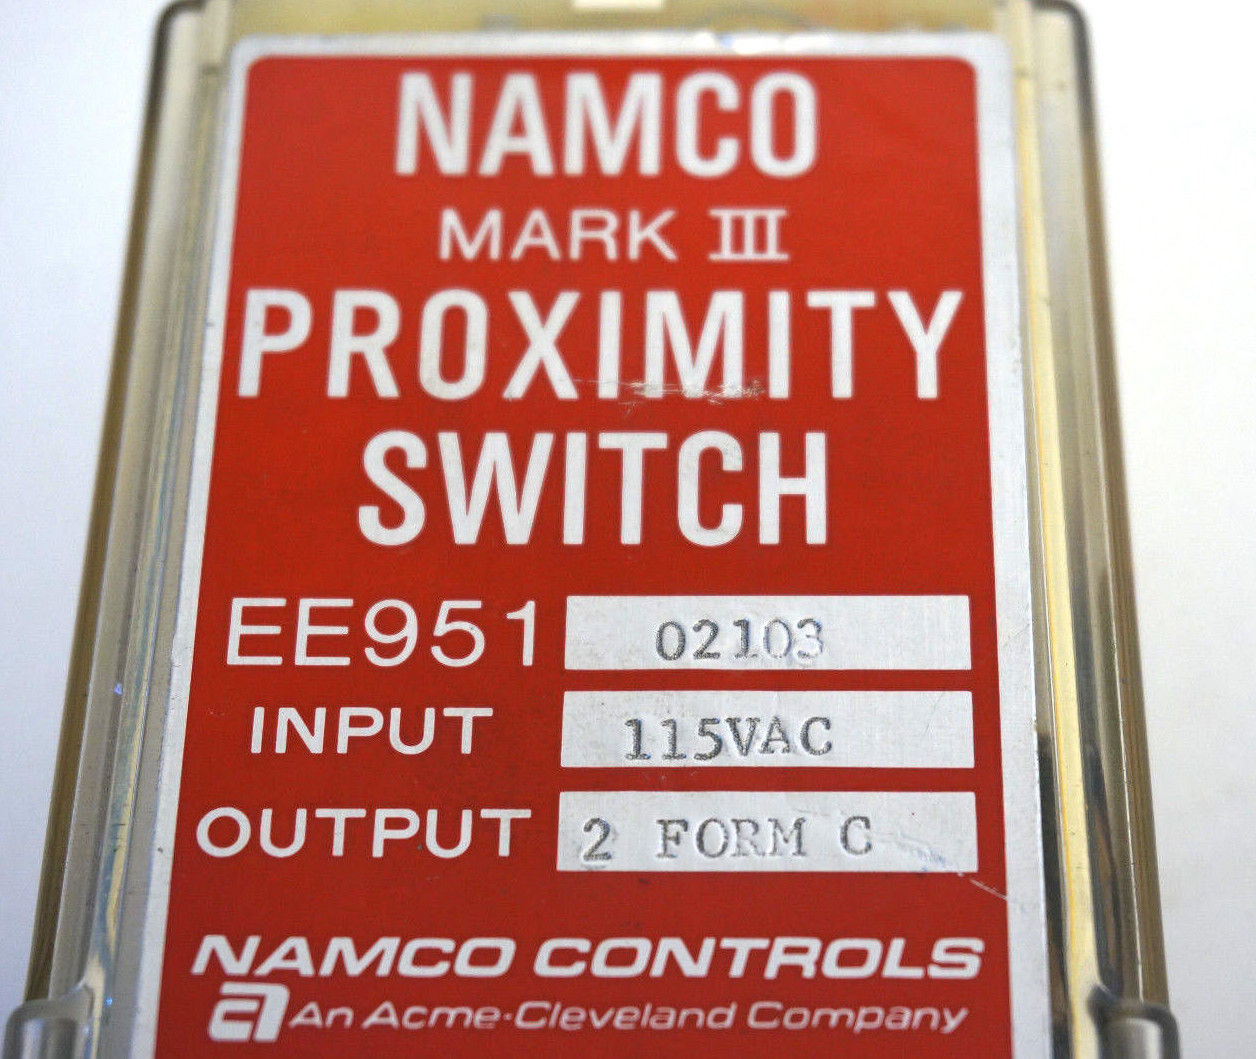 NAMCO
MARK III
PROXIMITY
SWITCH
EE951 02103
INPUT 115VAC
OUTPUT 2 FORM C
NAMCO CONTROLS
a An Acme-Cleveland Company